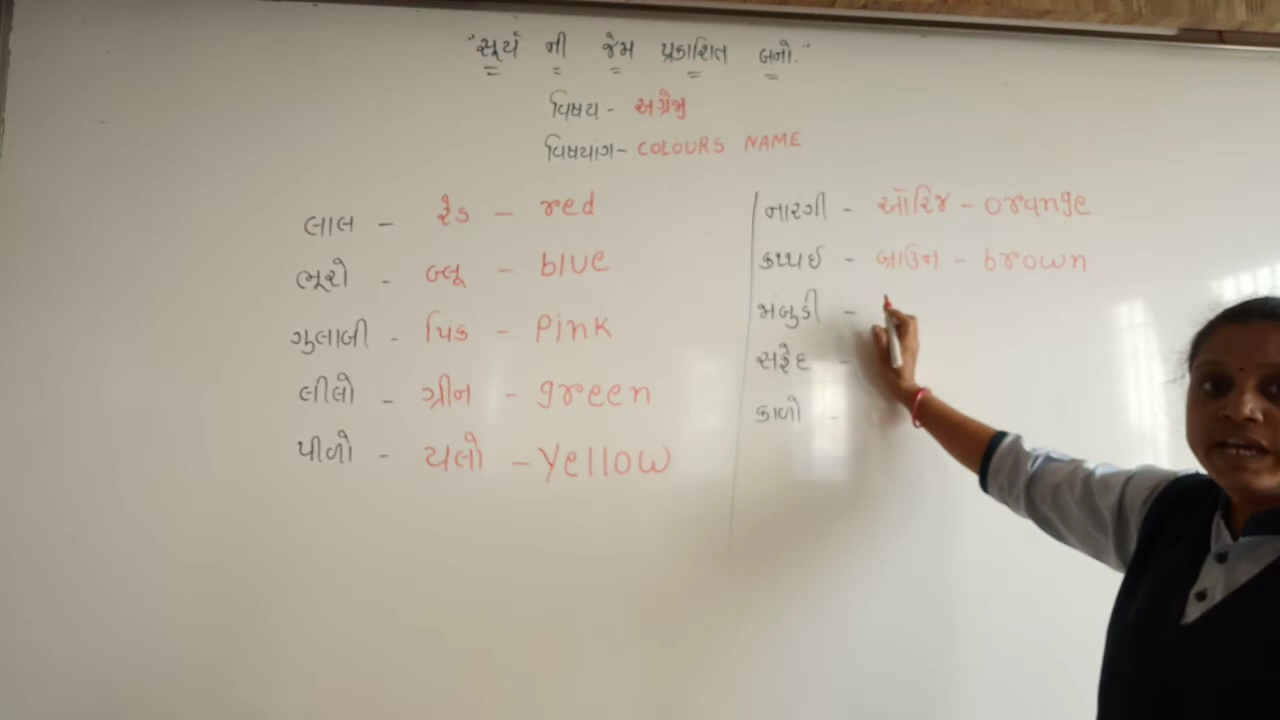 "સૂર્ય ની જેમ પ્રકાશિત બનો."
વિષય - અંગ્રેજી
વિષયાંગ - COLOURS NAME
લાલ - રેડ - red
ભૂરો - બ્લૂ - blue
ગુલાબી - પિંક - Pink
લીલો - ગ્રીન - green
પીળો - યલો - Yellow
નારંગી - ઑરેંજ - orange
કથ્થઈ - બ્રાઉન - brown
જાંબુડી -
સફેદ -
કાળો -